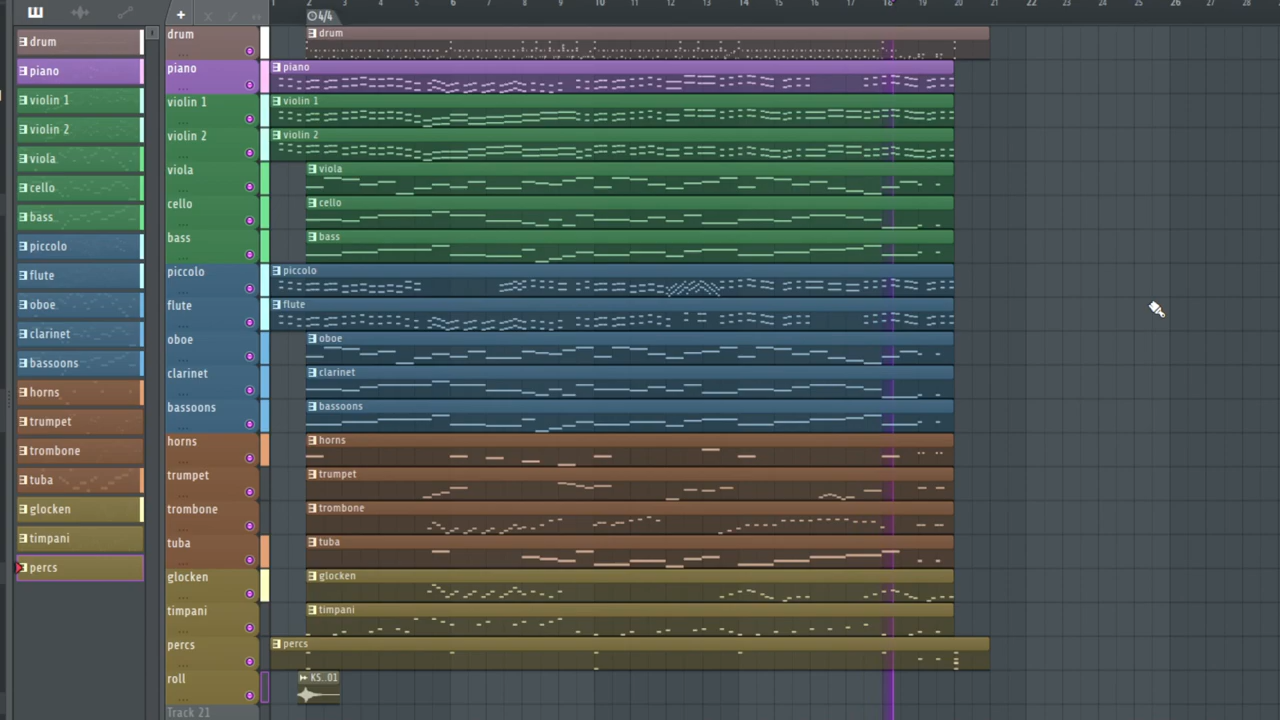 1 2 3 4 5 6 7 8 9 10 11 12 13 14 15 16 17 18 19 20 21 22 23 24 25 26 27 28
4/4
drum
piano
violin 1
violin 2
viola
cello
bass
piccolo
flute
oboe
clarinet
bassoons
horns
trumpet
trombone
tuba
glocken
timpani
percs
drum
...
drum
piano
...
piano
violin 1
...
violin 1
violin 2
...
violin 2
viola
...
viola
cello
...
cello
bass
...
bass
piccolo
...
piccolo
flute
...
flute
oboe
...
oboe
clarinet
...
clarinet
bassoons
...
bassoons
horns
...
horns
trumpet
...
trumpet
trombone
...
trombone
tuba
...
tuba
glocken
...
glocken
timpani
...
timpani
percs
...
percs
roll
...
KS..01
Track 21